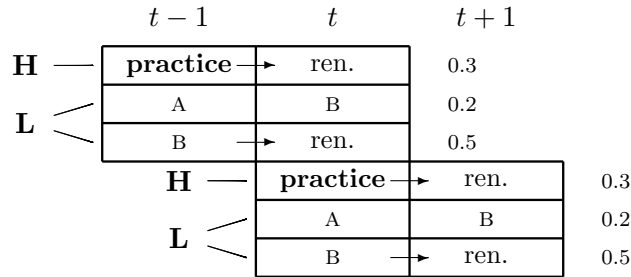 t − 1 t t + 1
H practice ren. 0.3
L A B 0.2
B ren. 0.5
H practice ren. 0.3
L A B 0.2
B ren. 0.5